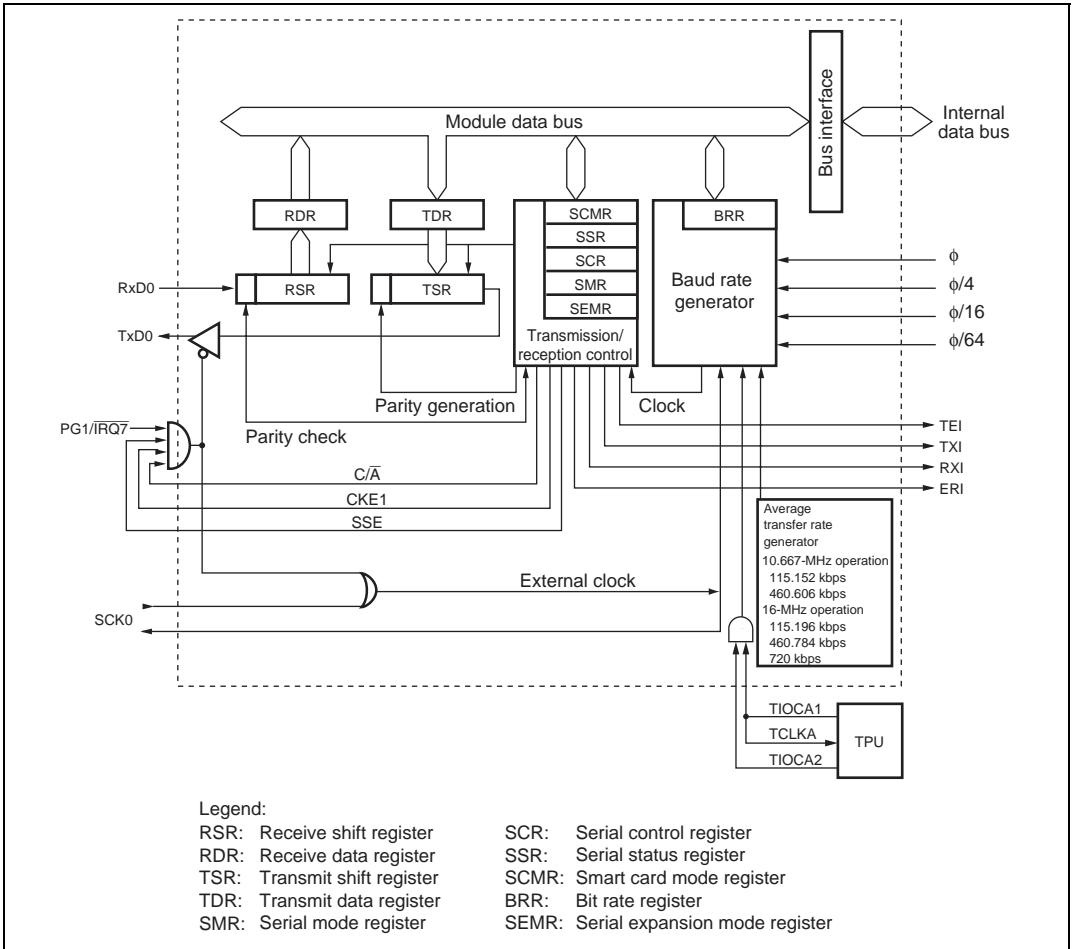 Bus interface
Module data bus
Internal
data bus
RDR
TDR
SCMR
SSR
SCR
SMR
SEMR
BRR
Baud rate
generator
ϕ
ϕ/4
ϕ/16
ϕ/64
RxD0
RSR
TSR
TxD0
Transmission/
reception control
Parity generation
Clock
Parity check
PG1/IRQ7
C/A
CKE1
SSE
TEI
TXI
RXI
ERI
Average
transfer rate
generator
10.667-MHz operation
115.152 kbps
460.606 kbps
16-MHz operation
115.196 kbps
460.784 kbps
720 kbps
External clock
SCK0
TIOCA1
TCLKA
TIOCA2
TPU
Legend:
RSR: Receive shift register
RDR: Receive data register
TSR: Transmit shift register
TDR: Transmit data register
SMR: Serial mode register
SCR: Serial control register
SSR: Serial status register
SCMR: Smart card mode register
BRR: Bit rate register
SEMR: Serial expansion mode register